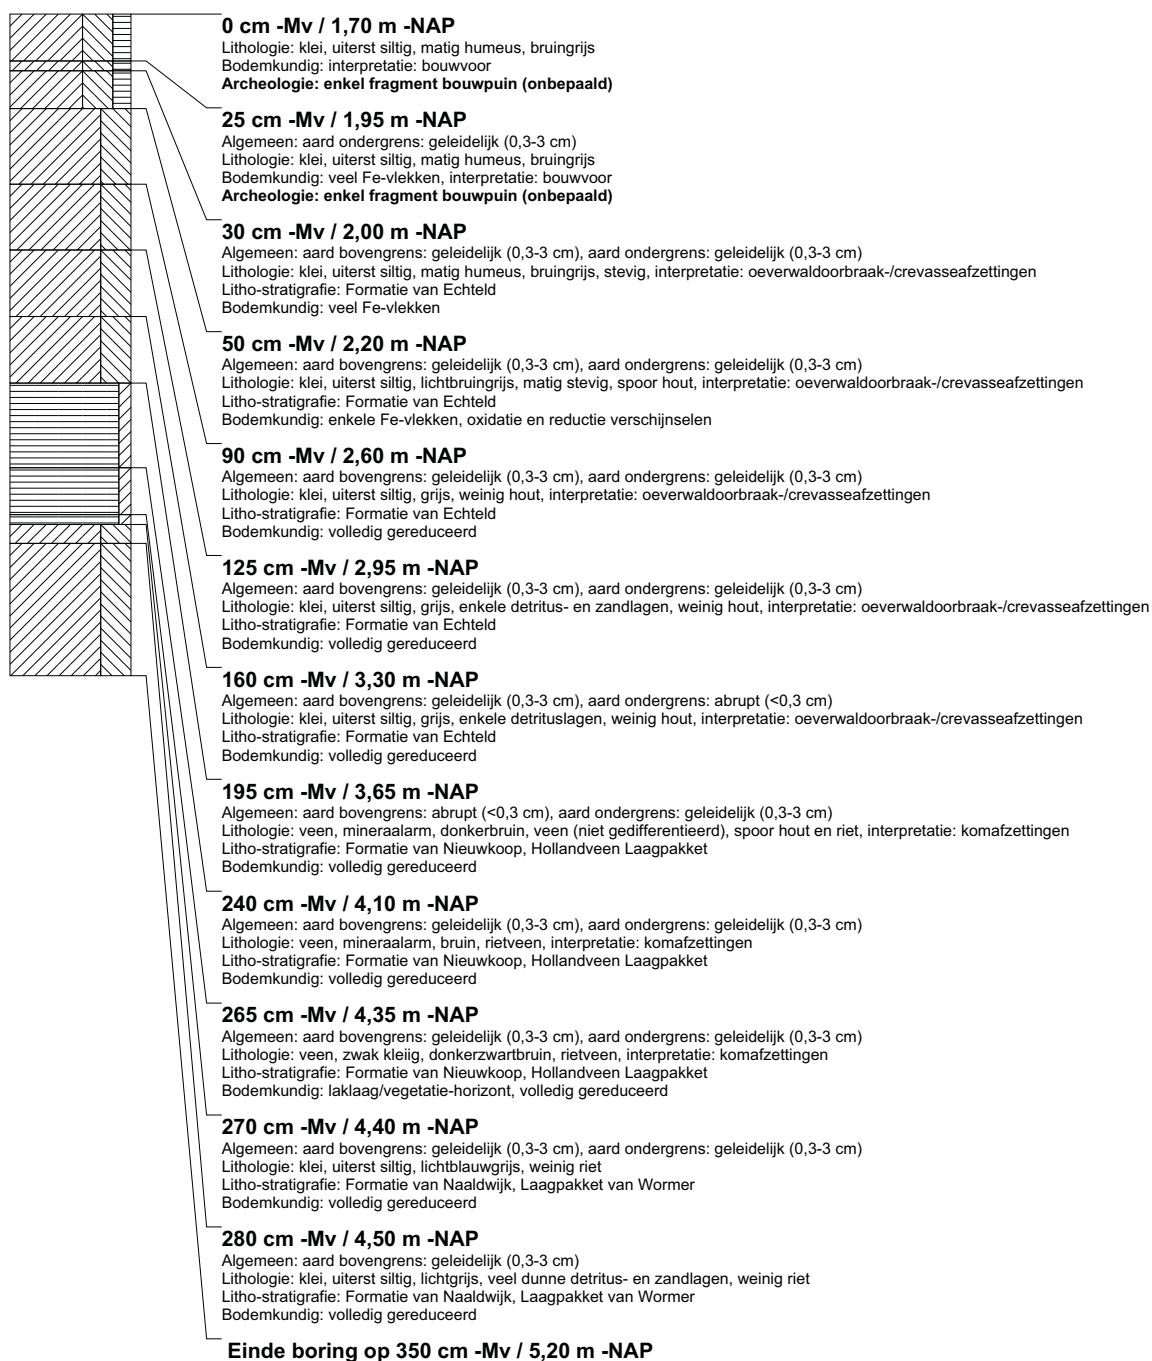 0 cm -Mv / 1,70 m -NAP
Lithologie: klei, uiterst siltig, matig humeus, bruingrijs
Bodemkundig: interpretatie: bouwvoor
Archeologie: enkel fragment bouwpuin (onbepaald)
25 cm -Mv / 1,95 m -NAP
Algemeen: aard ondergrens: geleidelijk (0,3-3 cm)
Lithologie: klei, uiterst siltig, matig humeus, bruingrijs
Bodemkundig: veel Fe-vlekken, interpretatie: bouwvoor
Archeologie: enkel fragment bouwpuin (onbepaald)
30 cm -Mv / 2,00 m -NAP
Algemeen: aard bovengrens: geleidelijk (0,3-3 cm), aard ondergrens: geleidelijk (0,3-3 cm)
Lithologie: klei, uiterst siltig, matig humeus, bruingrijs, stevig, interpretatie: oeverwaldoorbraak-/crevasseafzettingen
Litho-stratigrafie: Formatie van Echteld
Bodemkundig: veel Fe-vlekken
50 cm -Mv / 2,20 m -NAP
Algemeen: aard bovengrens: geleidelijk (0,3-3 cm), aard ondergrens: geleidelijk (0,3-3 cm)
Lithologie: klei, uiterst siltig, lichtbruingrijs, matig stevig, spoor hout, interpretatie: oeverwaldoorbraak-/crevasseafzettingen
Litho-stratigrafie: Formatie van Echteld
Bodemkundig: enkele Fe-vlekken, oxidatie en reductie verschijnselen
90 cm -Mv / 2,60 m -NAP
Algemeen: aard bovengrens: geleidelijk (0,3-3 cm), aard ondergrens: geleidelijk (0,3-3 cm)
Lithologie: klei, uiterst siltig, grijs, weinig hout, interpretatie: oeverwaldoorbraak-/crevasseafzettingen
Litho-stratigrafie: Formatie van Echteld
Bodemkundig: volledig gereduceerd
125 cm -Mv / 2,95 m -NAP
Algemeen: aard bovengrens: geleidelijk (0,3-3 cm), aard ondergrens: geleidelijk (0,3-3 cm)
Lithologie: klei, uiterst siltig, grijs, enkele detritus- en zandlagen, weinig hout, interpretatie: oeverwaldoorbraak-/crevasseafzettingen
Litho-stratigrafie: Formatie van Echteld
Bodemkundig: volledig gereduceerd
160 cm -Mv / 3,30 m -NAP
Algemeen: aard bovengrens: geleidelijk (0,3-3 cm), aard ondergrens: abrupt (<0,3 cm)
Lithologie: klei, uiterst siltig, grijs, enkele detrituslagen, weinig hout, interpretatie: oeverwaldoorbraak-/crevasseafzettingen
Litho-stratigrafie: Formatie van Echteld
Bodemkundig: volledig gereduceerd
195 cm -Mv / 3,65 m -NAP
Algemeen: aard bovengrens: abrupt (<0,3 cm), aard ondergrens: geleidelijk (0,3-3 cm)
Lithologie: veen, mineraalarm, donkerbruin, veen (niet gedifferentieerd), spoor hout en riet, interpretatie: komafzettingen
Litho-stratigrafie: Formatie van Nieuwkoop, Hollandveen Laagpakket
Bodemkundig: volledig gereduceerd
240 cm -Mv / 4,10 m -NAP
Algemeen: aard bovengrens: geleidelijk (0,3-3 cm), aard ondergrens: geleidelijk (0,3-3 cm)
Lithologie: veen, mineraalarm, bruin, rietveen, interpretatie: komafzettingen
Litho-stratigrafie: Formatie van Nieuwkoop, Hollandveen Laagpakket
Bodemkundig: volledig gereduceerd
265 cm -Mv / 4,35 m -NAP
Algemeen: aard bovengrens: geleidelijk (0,3-3 cm), aard ondergrens: geleidelijk (0,3-3 cm)
Lithologie: veen, zwak kleiig, donkerzwartbruin, rietveen, interpretatie: komafzettingen
Litho-stratigrafie: Formatie van Nieuwkoop, Hollandveen Laagpakket
Bodemkundig: laklaag/vegetatie-horizont, volledig gereduceerd
270 cm -Mv / 4,40 m -NAP
Algemeen: aard bovengrens: geleidelijk (0,3-3 cm), aard ondergrens: geleidelijk (0,3-3 cm)
Lithologie: klei, uiterst siltig, lichtblauwgrijs, weinig riet
Litho-stratigrafie: Formatie van Naaldwijk, Laagpakket van Wormer
Bodemkundig: volledig gereduceerd
280 cm -Mv / 4,50 m -NAP
Algemeen: aard bovengrens: geleidelijk (0,3-3 cm)
Lithologie: klei, uiterst siltig, lichtgrijs, veel dunne detritus- en zandlagen, weinig riet
Litho-stratigrafie: Formatie van Naaldwijk, Laagpakket van Wormer
Bodemkundig: volledig gereduceerd
Einde boring op 350 cm -Mv / 5,20 m -NAP